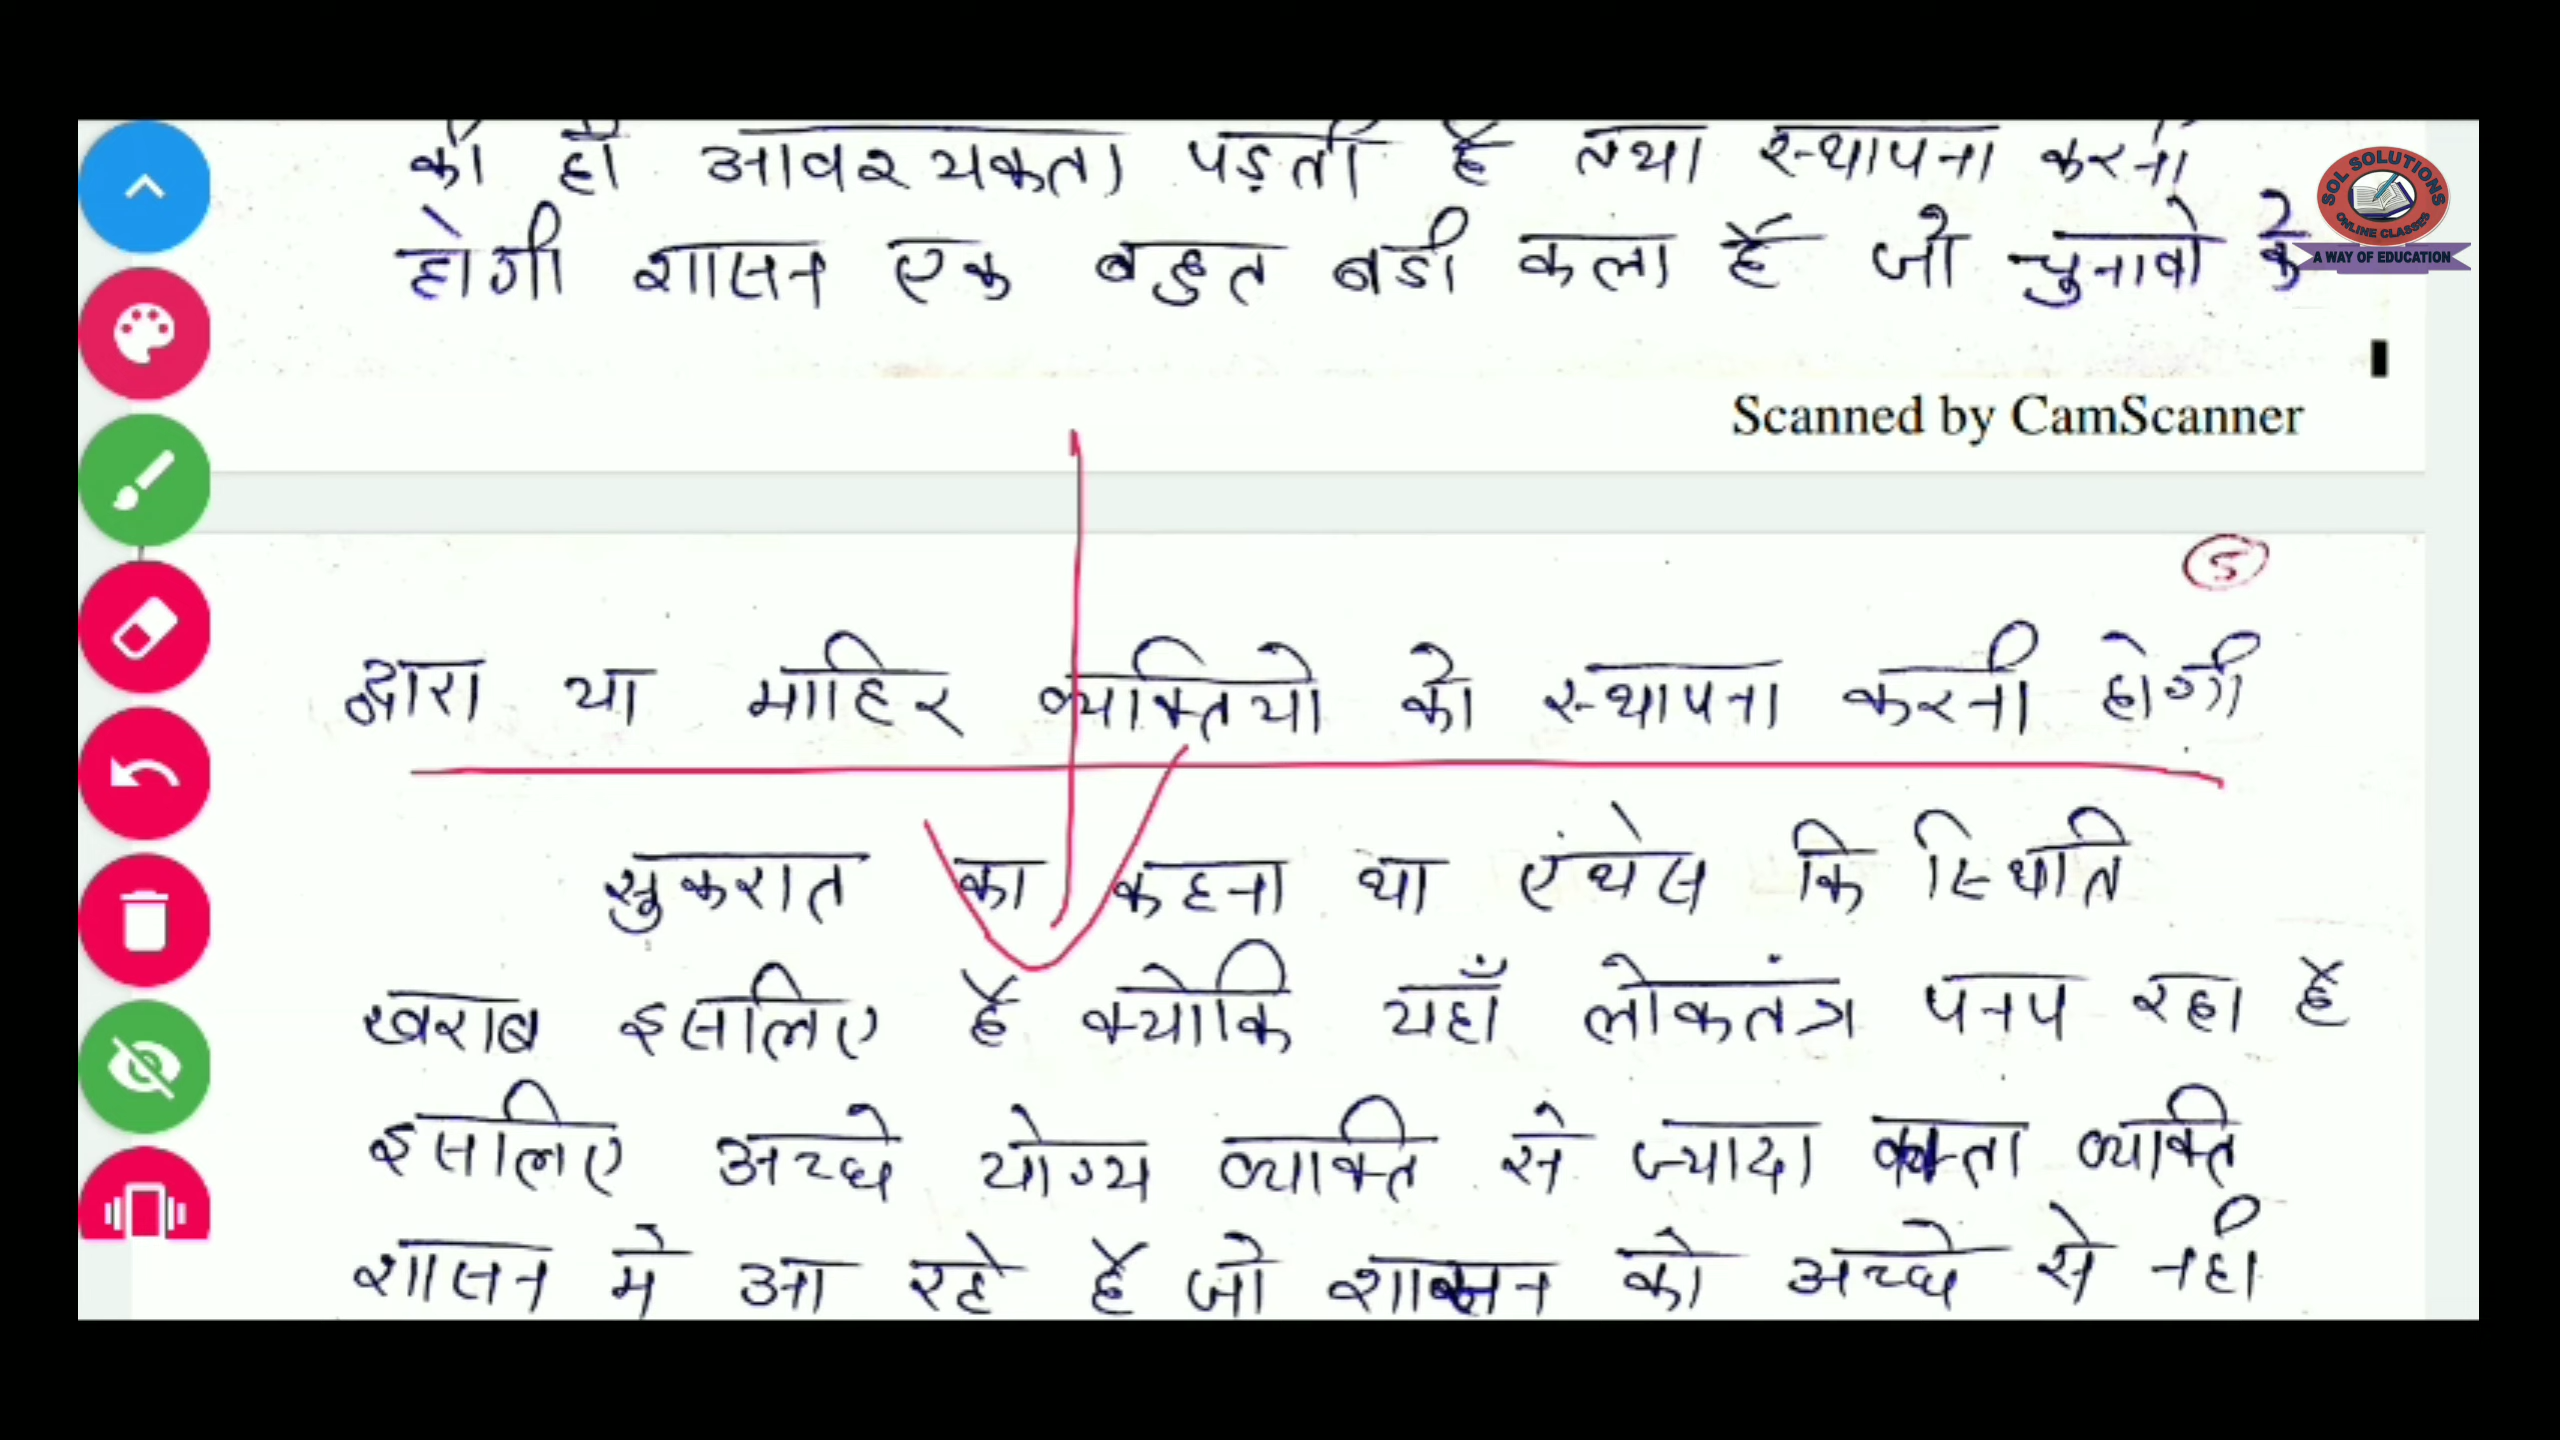 की ही आवश्यकता पड़ती है तथा स्थापना करनी
होगी शासन एक बहुत बडी कला है जो चुनावो के
SOL SOLUTIONS
ONLINE CLASSES
A WAY OF EDUCATION
Scanned by CamScanner
5
द्वारा या माहिर व्यक्तियो की स्थापना करनी होगी
सुकरात का कहना था एंथेस कि स्थिति
खराब इसलिए है क्योकि यहाँ लोकतंत्र पनप रहा है
इसलिए अच्छे योग्य व्यक्ति से ज्यादा वक्ता व्यक्ति
शासन मे आ रहे है जो शासन को अच्छे से नही